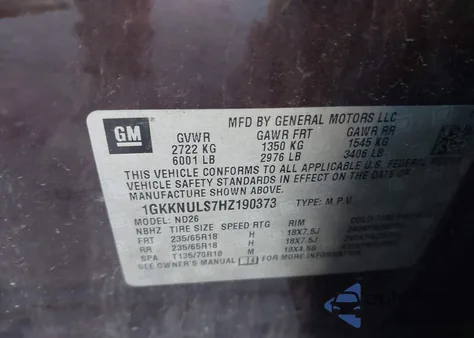 GM
MFD BY GENERAL MOTORS LLC
GVWR GAWR FRT GAWR RR
2722 KG 1350 KG 1545 KG
6001 LB 2976 LB 3406 LB
THIS VEHICLE CONFORMS TO ALL APPLICABLE U.S. FEDERAL
VEHICLE SAFETY
STANDARDS IN EFFECT ON THE DATE OF
MANUFACTURE SHOWN ABOVE.
1GKKNULS7HZ190373 TYPE: M.P.V.
MODEL: ND26
NBHZ TIRE SIZE SPEED RTG RIM COLD
FRT 235/65R18 H 18X7.5J
RR 235/65R18 H 18X7.5J
SPA T135/70R18 M 18X4.5B
SEE OWNER'S MANUAL FOR